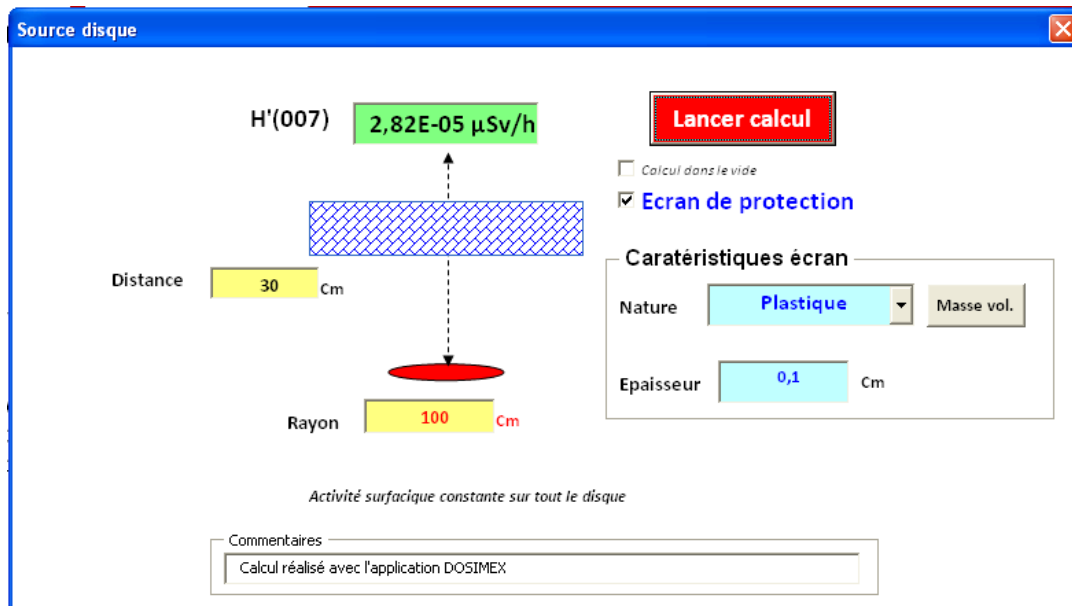 Source disque
H'(007) 2,82E-05 µSv/h Lancer calcul
Calcul dans le vide
Ecran de protection
Caratéristiques écran
Distance 30 Cm
Nature Plastique Masse vol.
Epaisseur 0,1 Cm
Rayon 100 Cm
Activité surfacique constante sur tout le disque
Commentaires
Calcul réalisé avec l'application DOSIMEX